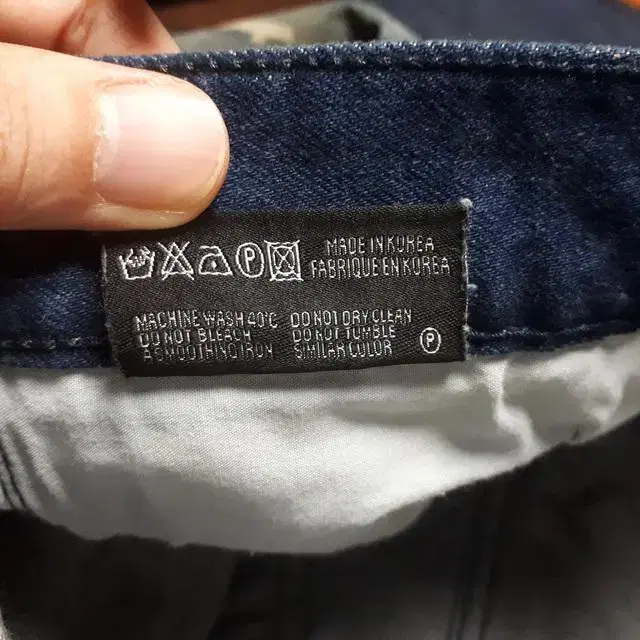 P
MADE IN KOREA
FABRIQUE EN KOREA
MACHINE WASH 40°C
DO NOT BLEACH
A SMOOTHING IRON
DO NOT DRY CLEAN
DO NOT TUMBLE
SIMILAR COLOR
P